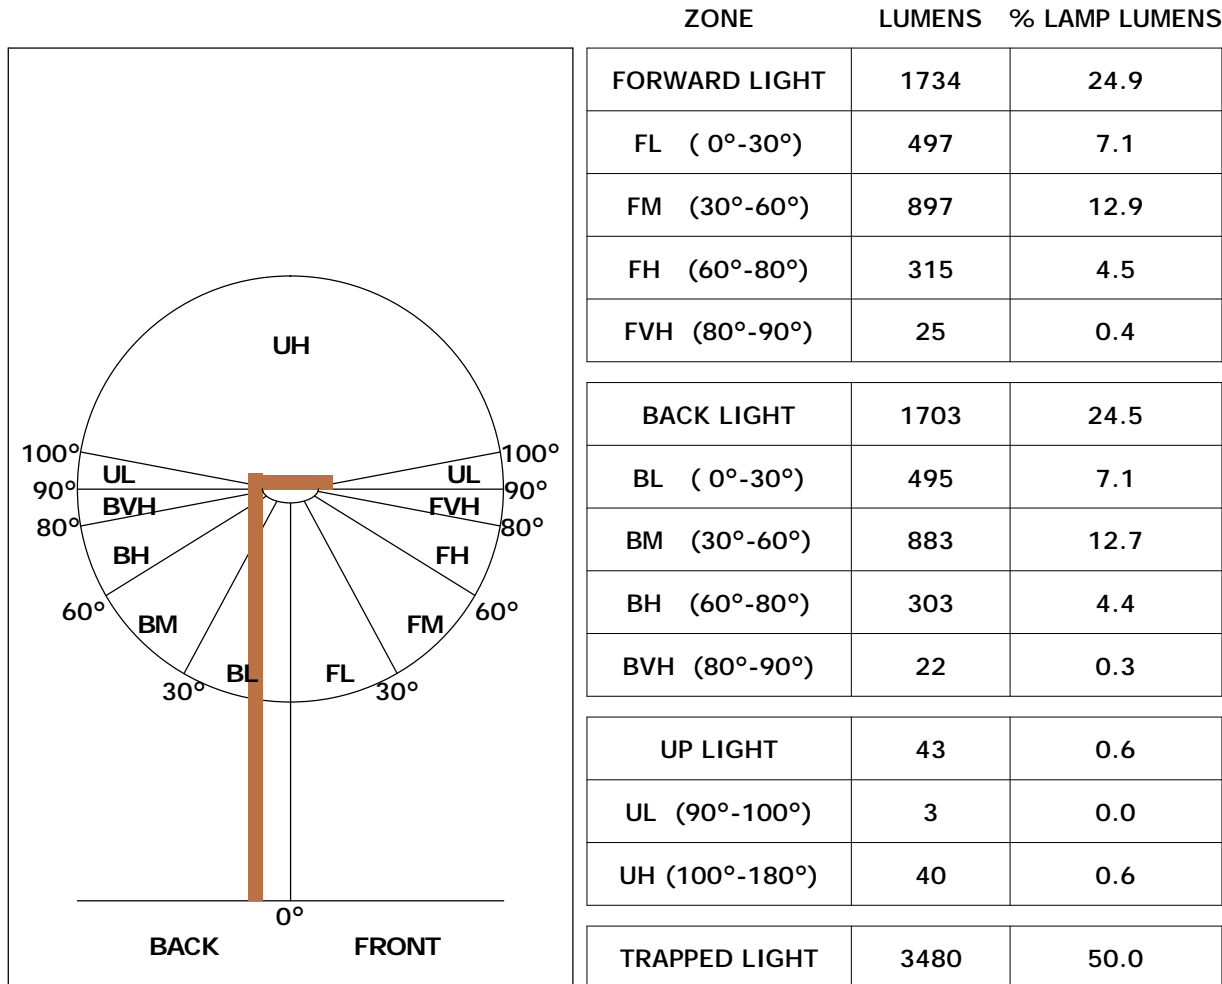 ZONE LUMENS % LAMP LUMENS
FORWARD LIGHT 1734 24.9
FL ( 0°-30°) 497 7.1
FM (30°-60°) 897 12.9
FH (60°-80°) 315 4.5
FVH (80°-90°) 25 0.4
BACK LIGHT 1703 24.5
BL ( 0°-30°) 495 7.1
BM (30°-60°) 883 12.7
BH (60°-80°) 303 4.4
BVH (80°-90°) 22 0.3
UP LIGHT 43 0.6
UL (90°-100°) 3 0.0
UH (100°-180°) 40 0.6
TRAPPED LIGHT 3480 50.0
UH
100° 100°
UL UL
90° 90°
BVH FVH
80° 80°
BH FH
60° 60°
BM FM
BL FL
30° 30°
0°
BACK FRONT